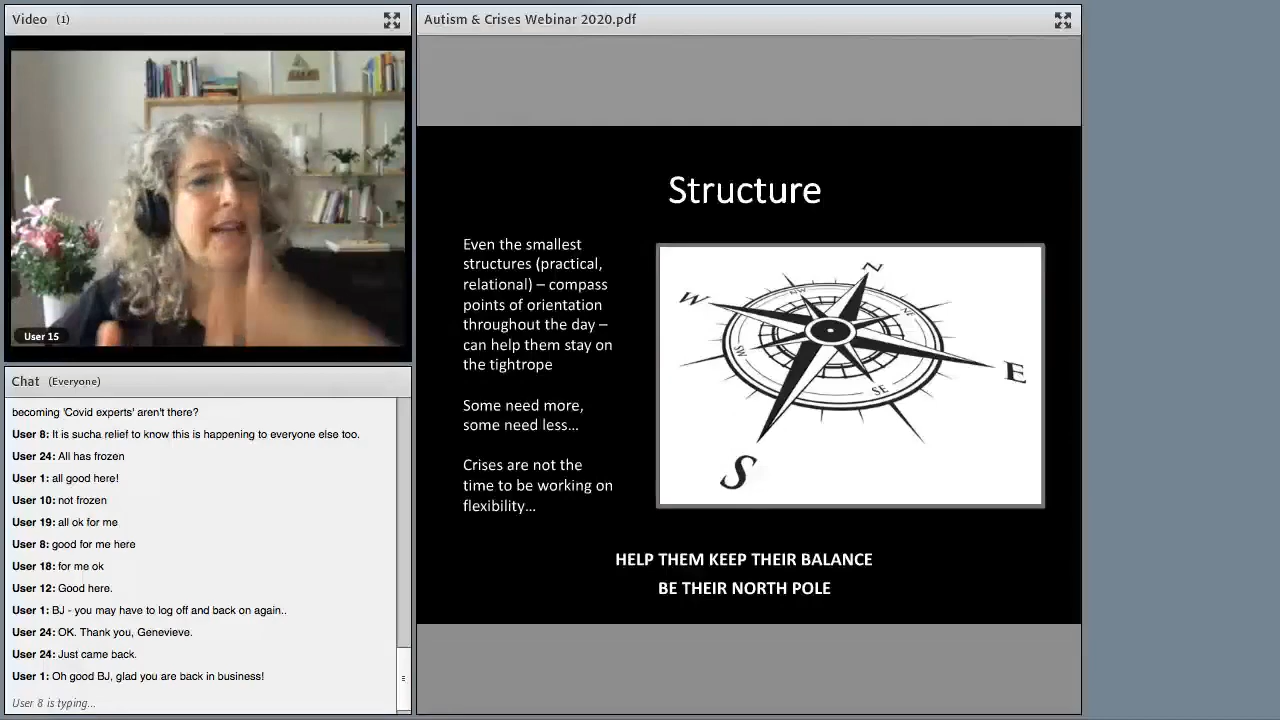 Video (1)
User 15
Chat (Everyone)
becoming 'Covid experts' aren't there?
User 8: It is sucha relief to know this is happening to everyone else too.
User 24: All has frozen
User 1: all good here!
User 10: not frozen
User 19: all ok for me
User 8: good for me here
User 18: for me ok
User 12: Good here.
User 1: BJ - you may have to log off and back on again..
User 24: OK. Thank you, Genevieve.
User 24: Just came back.
User 1: Oh good BJ, glad you are back in business!
User 8 is typing...
Autism & Crises Webinar 2020.pdf
Structure
Even the smallest
structures (practical,
relational) – compass
points of orientation
throughout the day –
can help them stay on
the tightrope
Some need more,
some need less...
Crises are not the
time to be working on
flexibility...
N
W
NW
NE
E
SW
SE
S
HELP THEM KEEP THEIR BALANCE
BE THEIR NORTH POLE